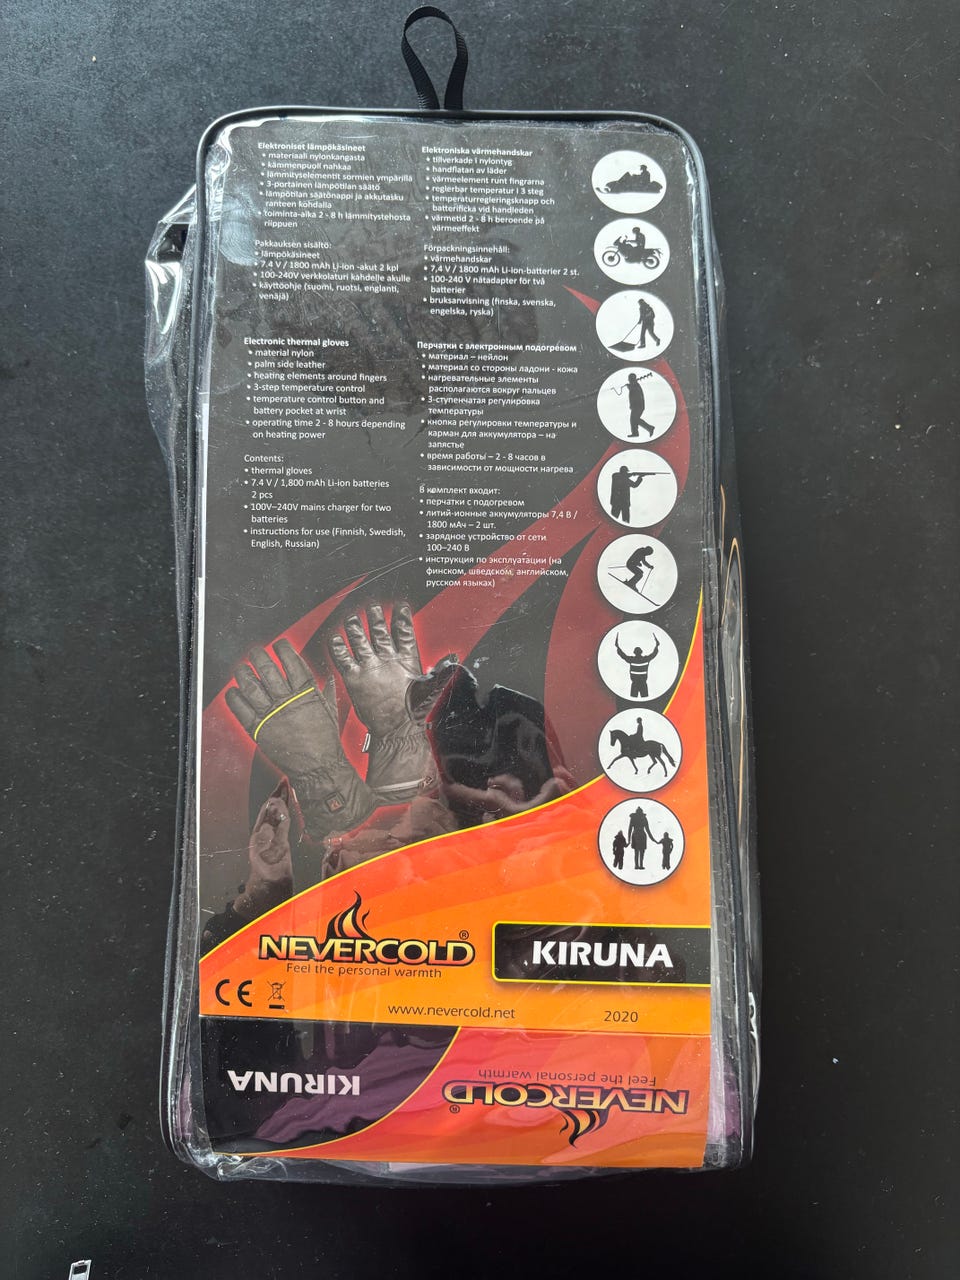 Elektroniset lämpökäsineet
• materiaali nylonkangasta
• kämmenpuoli nahkaa
• lämmityselementit sormien ympärillä
• 3-portainen lämpötilan säätö
• lämpötilan säätönappi ja akkutasku
ranteen kohdalla
• toiminta-aika 2 - 8 h lämmitystehosta
riippuen
Pakkauksen sisältö:
• lämpökäsineet
• 7.4 V / 1800 mAh Li-ion -akut 2 kpl
• 100-240V verkkolaturi kahdelle akulle
• käyttöohje (suomi, ruotsi, englanti,
venäjä)
Elektroniska värmehandskar
• tillverkade i nylontyg
• handflatan av läder
• värmeelement runt fingrarna
• reglerbar temperatur i 3 steg
• temperaturregleringsknapp och
batterificka vid handleden
• värmetid 2 - 8 h beroende på
värmeeffekt
Förpackningsinnehåll:
• värmehandskar
• 7,4 V / 1800 mAh Li-Ion-batterier 2 st.
• 100-240 V nätadapter för två
batterier
• bruksanvisning (finska, svenska,
engelska, ryska)
Electronic thermal gloves
• material nylon
• palm side leather
• heating elements around fingers
• 3-step temperature control
• temperature control button and
battery pocket at wrist
• operating time 2 - 8 hours depending
on heating power
Contents:
• thermal gloves
• 7.4 V / 1,800 mAh Li-ion batteries
2 pcs
• 100V–240V mains charger for two
batteries
• instructions for use (Finnish, Swedish,
English, Russian)
Перчатки с электронным подогревом
• материал – нейлон
• материал со стороны ладони - кожа
• нагревательные элементы
располагаются вокруг пальцев
• 3-ступенчатая регулировка
температуры
• кнопка регулировки температуры и
карман для аккумулятора – на
запястье
• время работы – 2 - 8 часов в
зависимости от мощности нагрева
В комплект входит:
• перчатки с подогревом
• литий-ионные аккумуляторы 7,4 В /
1800 мАч – 2 шт.
• зарядное устройство от сети
100–240 В
• инструкция по эксплуатации (на
финском, шведском, английском,
русском языках)
NEVERCOLD®
Feel the personal warmth
KIRUNA
CE
www.nevercold.net
2020
KIRUNA
NEVERCOLD®
Feel the personal warmth